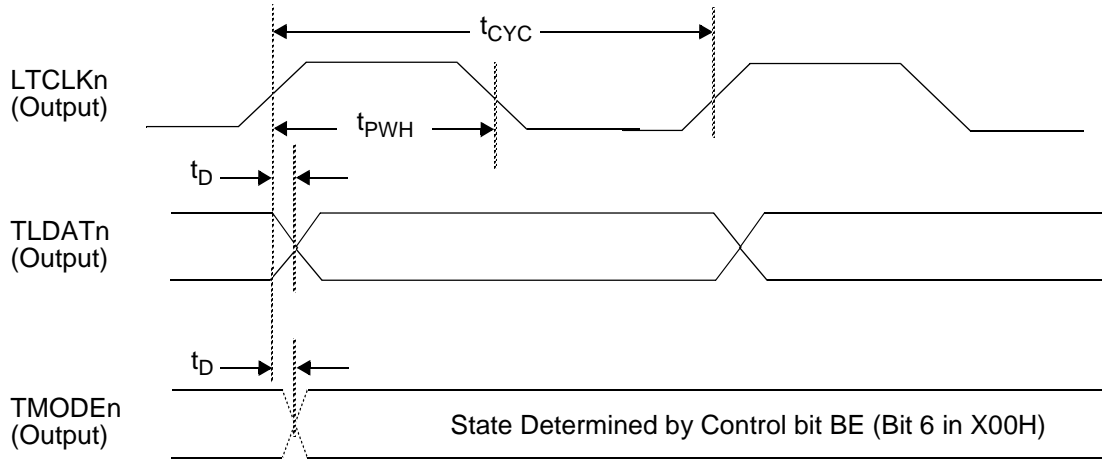 tCYC
LTCLKn
(Output)
tPWH
tD
TLDATn
(Output)
tD
TMODEn
(Output)
State Determined by Control bit BE (Bit 6 in X00H)